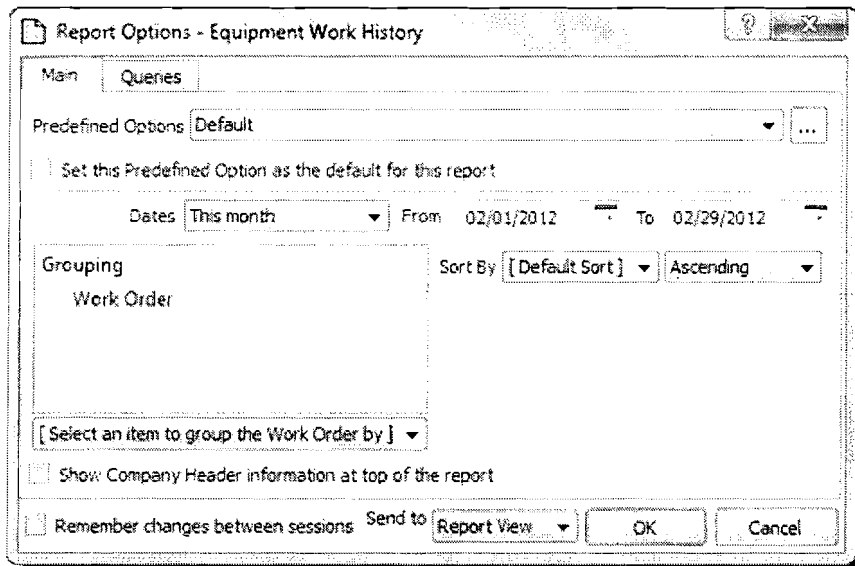 Report Options - Equipment Work History
Main Queries
Predefined Options Default ...
Set this Predefined Option as the default for this report
Dates This month From 02/01/2012 To 02/29/2012
Grouping Sort By [ Default Sort ] Ascending
Work Order
[ Select an item to group the Work Order by ]
Show Company Header information at top of the report
Remember changes between sessions Send to Report View OK Cancel